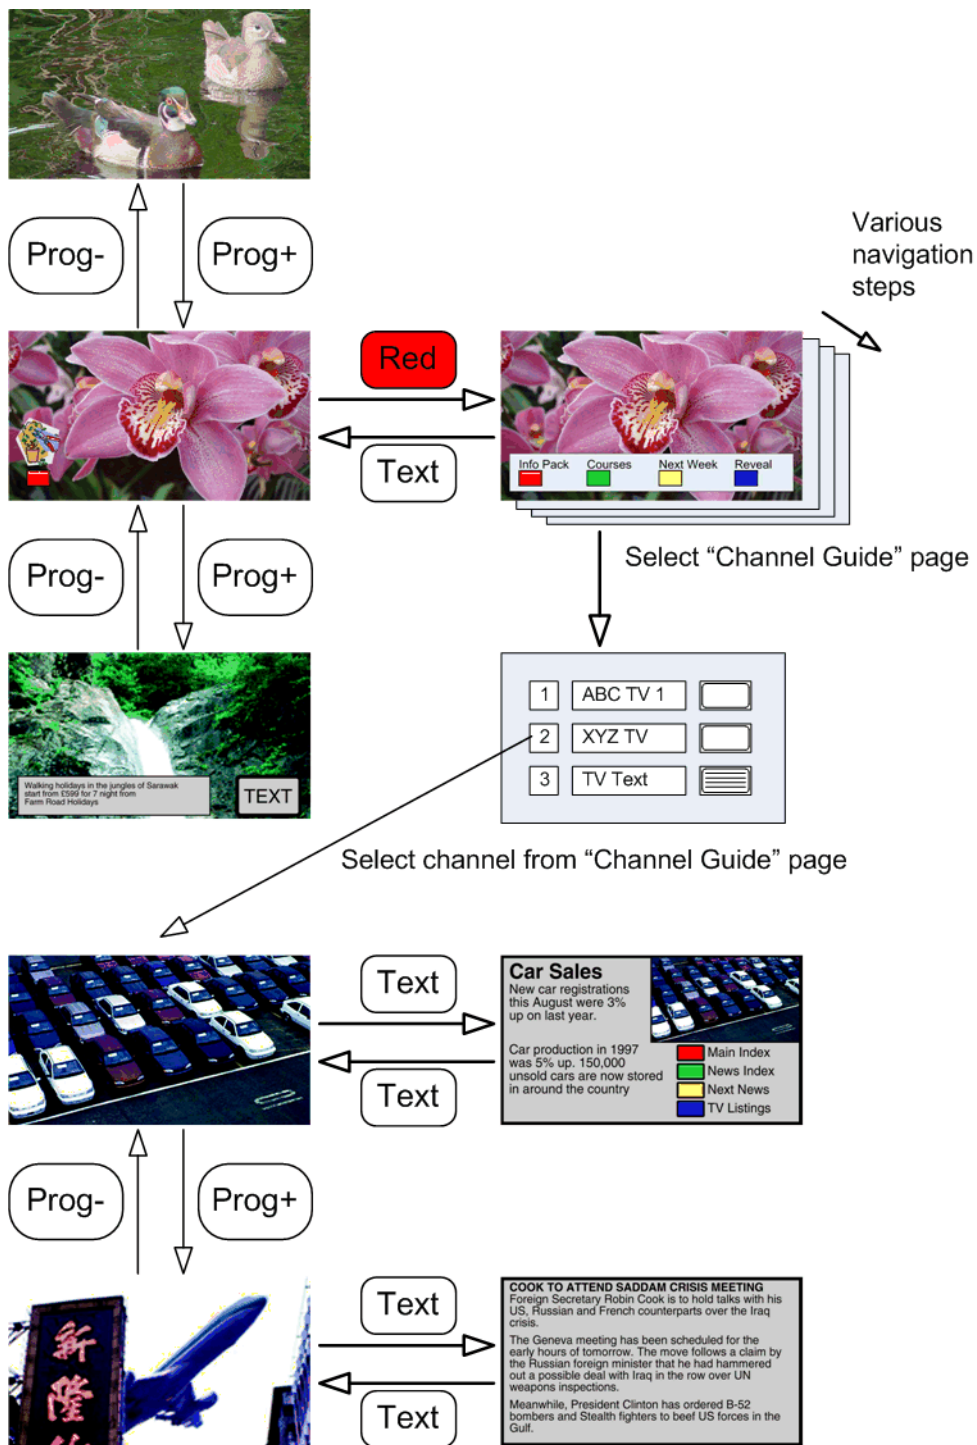 Prog-
Prog+
Various
navigation
steps
Red
Text
Info Pack Courses Next Week Reveal
Prog-
Prog+
Select “Channel Guide” page
1 ABC TV 1
2 XYZ TV
3 TV Text
Walking holidays in the jungles of Sarawak
start from £599 for 7 night from
Farm Road Holidays
TEXT
Select channel from “Channel Guide” page
Text
Text
Car Sales
New car registrations
this August were 3%
up on last year.
Car production in 1997
was 5% up. 150,000
unsold cars are now stored
in around the country
Main Index
News Index
Next News
TV Listings
Prog-
Prog+
新
隆
Text
Text
COOK TO ATTEND SADDAM CRISIS MEETING
Foreign Secretary Robin Cook is to hold talks with his
US, Russian and French counterparts over the Iraq
crisis.
The Geneva meeting has been scheduled for the
early hours of tomorrow. The move follows a claim by
the Russian foreign minister that he had hammered
out a possible deal with Iraq in the row over UN
weapons inspections.
Meanwhile, President Clinton has ordered B-52
bombers and Stealth fighters to beef US forces in the
Gulf.